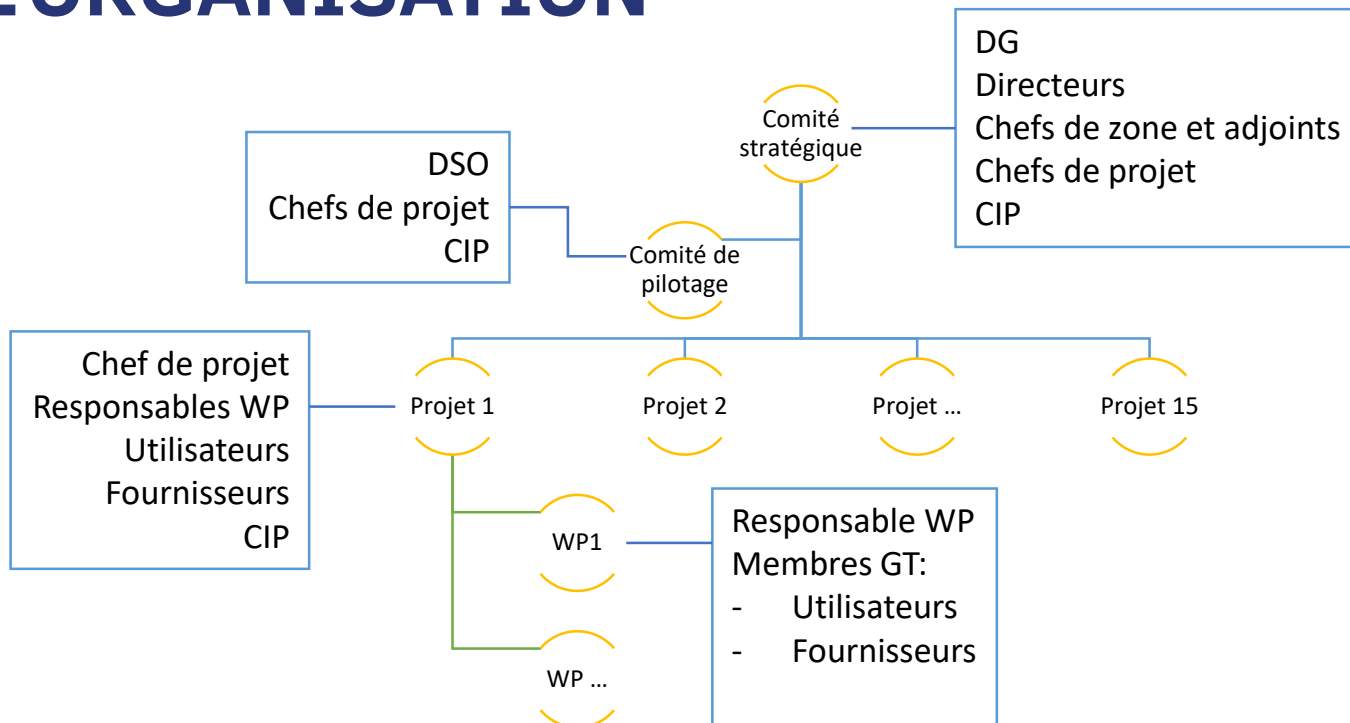 L'ORGANISATION
DG
Directeurs
Chefs de zone et adjoints
Chefs de projet
CIP
Comité
stratégique
DSO
Chefs de projet
CIP
Comité de
pilotage
Chef de projet
Responsables WP
Utilisateurs
Fournisseurs
CIP
Projet 1
Projet 2
Projet ...
Projet 15
WP1
Responsable WP
Membres GT:
- Utilisateurs
- Fournisseurs
WP ...